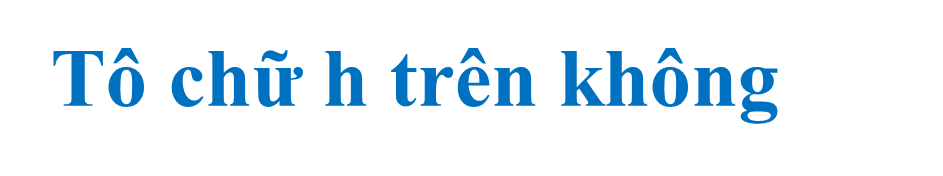 Tô chữ h trên không